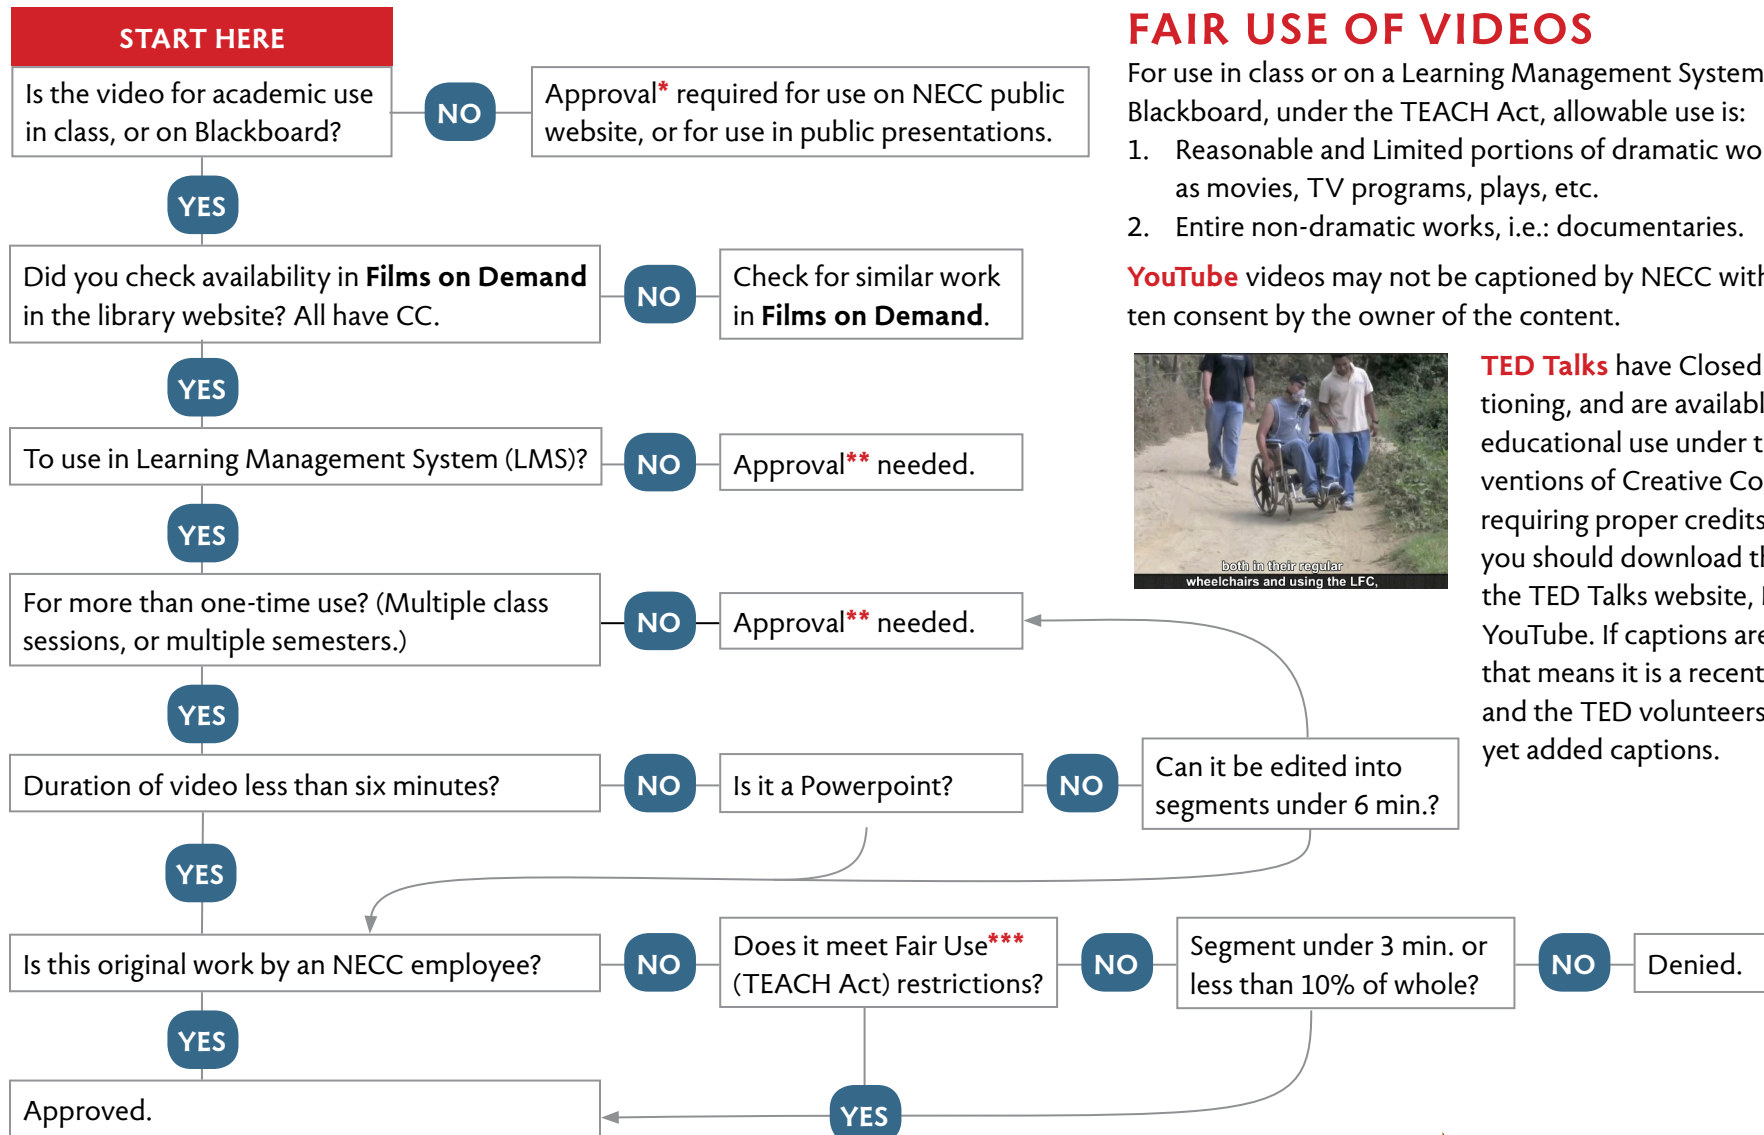 START HERE
Is the video for academic use
in class, or on Blackboard?
NO
Approval* required for use on NECC public
website, or for use in public presentations.
YES
Did you check availability in Films on Demand
in the library website? All have CC.
NO
Check for similar work
in Films on Demand.
YES
To use in Learning Management System (LMS)?
NO
Approval** needed.
YES
For more than one-time use? (Multiple class
sessions, or multiple semesters.)
NO
Approval** needed.
YES
Duration of video less than six minutes?
NO
Is it a Powerpoint?
NO
Can it be edited into
segments under 6 min.?
YES
Is this original work by an NECC employee?
NO
Does it meet Fair Use***
(TEACH Act) restrictions?
NO
Segment under 3 min. or
less than 10% of whole?
NO
Denied.
YES
Approved.
YES
FAIR USE OF VIDEOS
For use in class or on a Learning Management System
Blackboard, under the TEACH Act, allowable use is:
1. Reasonable and Limited portions of dramatic wo
as movies, TV programs, plays, etc.
2. Entire non-dramatic works, i.e.: documentaries.
YouTube videos may not be captioned by NECC with
ten consent by the owner of the content.
both in their regular
wheelchairs and using the LFC,
TED Talks have Closed
tioning, and are availabl
educational use under t
ventions of Creative Co
requiring proper credits
you should download th
the TED Talks website,
YouTube. If captions are
that means it is a recent
and the TED volunteers
yet added captions.